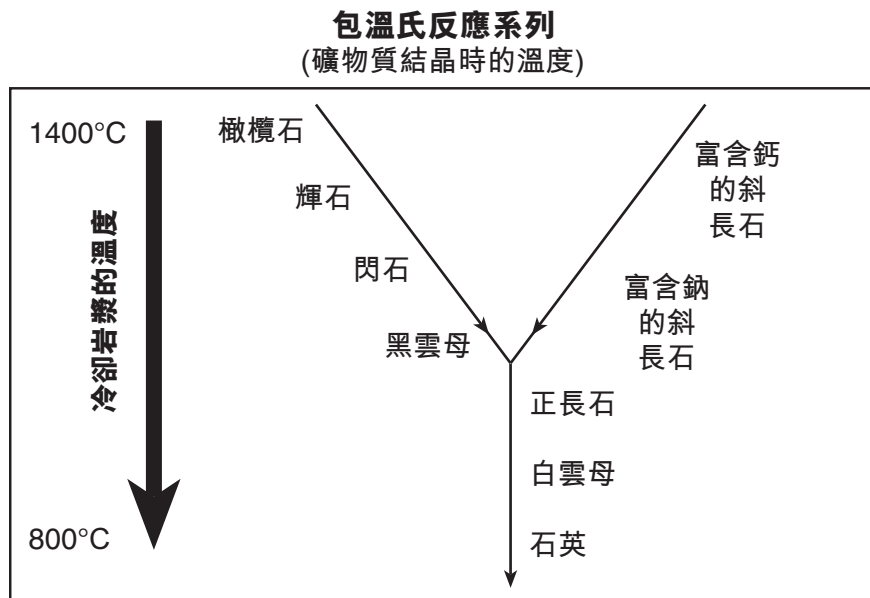 包溫氏反應系列
(礦物質結晶時的溫度)
1400°C
橄欖石
富含鈣
的斜
長石
輝石
冷卻岩漿的溫度
閃石
富含鈉
的斜
長石
黑雲母
正長石
白雲母
800°C
石英